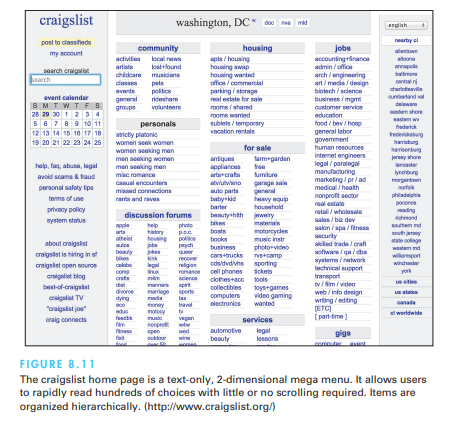 craigslist
post to classifieds
my account
search craigslist
search
event calendar
S M T W T F S
28 29 30 1 2 3 4
5 6 7 8 9 10 11
12 13 14 15 16 17 18
19 20 21 22 23 24 25
help, faq, abuse, legal
avoid scams & fraud
personal safety tips
terms of use
privacy policy
system status
about craigslist
craigslist is hiring in sf
craigslist open source
craigslist blog
best-of-craigslist
craigslist TV
"craigslist joe"
craig connects
washington, DC w doc nva mld
community
activities local news
artists lost+found
childcare musicians
classes pets
events politics
general rideshare
groups volunteers
personals
strictly platonic
women seek women
women seeking men
men seeking women
men seeking men
misc romance
casual encounters
missed connections
rants and raves
discussion forums
apple help photo
arts history p.o.c.
atheist housing politics
autos jobs psych
beauty jokes queer
bikes kink recover
celebs legal religion
comp linux romance
crafts m4m science
diet manners spirit
divorce marriage sports
dying media tax
eco money travel
educ motocy tv
feedbk music vegan
film nonprofit w4w
fitness open wed
fixit outdoor wine
food over 50 women
housing
apts / housing
housing swap
housing wanted
office / commercial
parking / storage
real estate for sale
rooms / shared
rooms wanted
sublets / temporary
vacation rentals
for sale
antiques farm+garden
appliances free
arts+crafts furniture
atv/utv/sno garage sale
auto parts general
baby+kid heavy equip
barter household
beauty+hlth jewelry
bikes materials
boats motorcycles
books music instr
business photo+video
cars+trucks rvs+camp
cds/dvd/vhs sporting
cell phones tickets
clothes+acc tools
collectibles toys+games
computers video gaming
electronics wanted
services
automotive legal
beauty lessons
jobs
accounting+finance
admin / office
arch / engineering
art / media / design
biotech / science
business / mgmt
customer service
education
food / bev / hosp
general labor
government
human resources
internet engineers
legal / paralegal
manufacturing
marketing / pr / ad
medical / health
nonprofit sector
real estate
retail / wholesale
sales / biz dev
salon / spa / fitness
security
skilled trade / craft
software / qa / dba
systems / network
technical support
transport
tv / film / video
web / info design
writing / editing
[ETC]
[ part-time ]
gigs
computer event
english
nearby cl
allentown
altoona
annapolis
baltimore
central nj
charlottesville
cumberland val
delaware
eastern shore
eastern wv
frederick
fredericksburg
harrisburg
harrisonburg
jersey shore
lancaster
lynchburg
morgantown
norfolk
philadelphia
poconos
reading
richmond
southern md
south jersey
state college
western md
williamsport
winchester
york
us cities
us states
canada
cl worldwide
FIGURE 8.11
The craigslist home page is a text-only, 2-dimensional mega menu. It allows users
to rapidly read hundreds of choices with little or no scrolling required. Items are
organized hierarchically. (http://www.craigslist.org/)